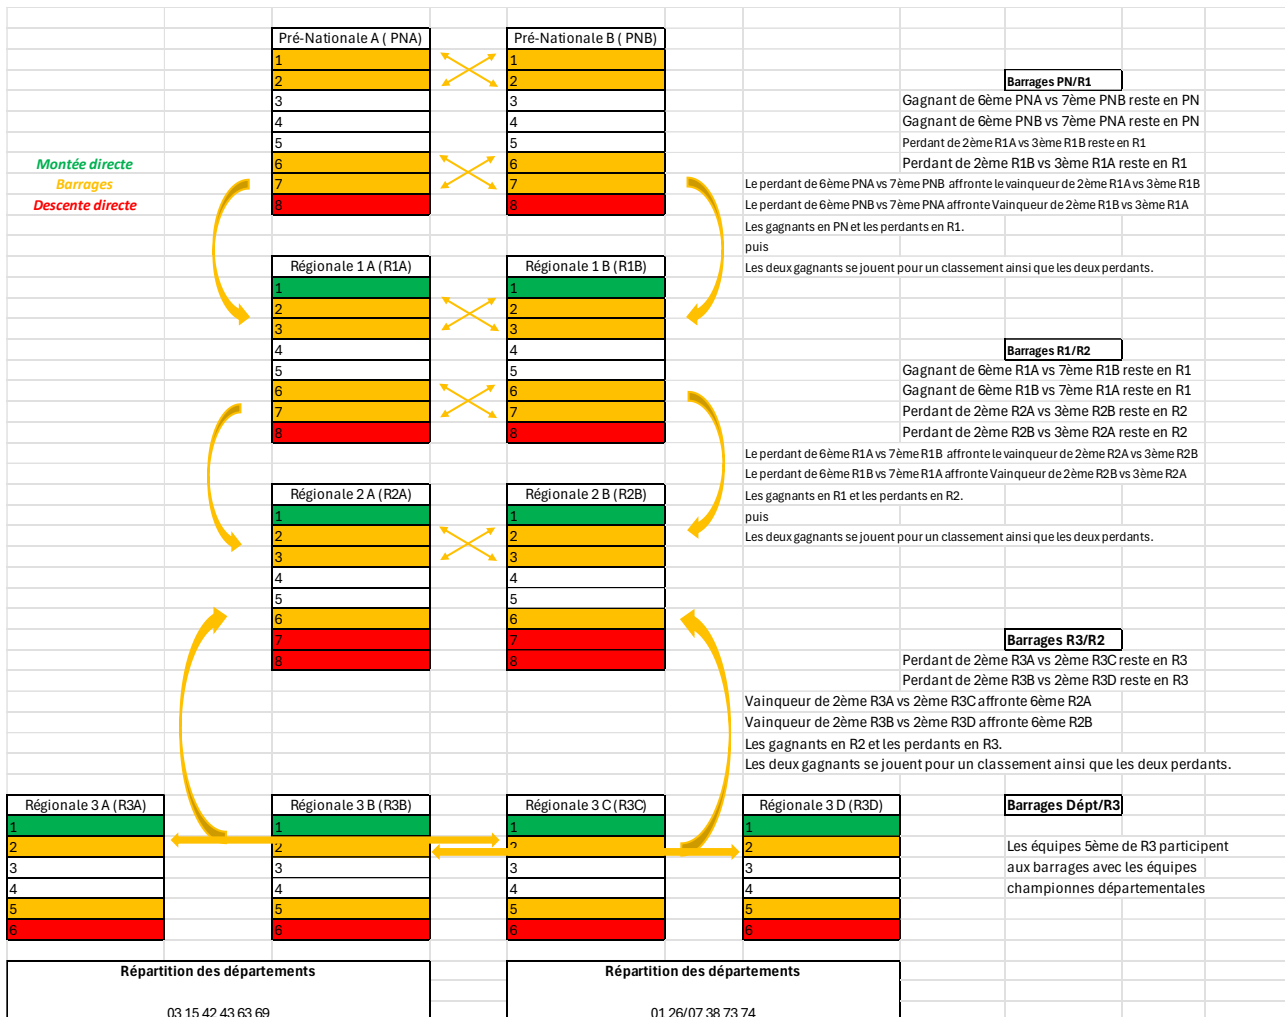 Pré-Nationale A ( PNA)
Pré-Nationale B ( PNB)
1
1
2
2
Barrages PN/R1
3
3
Gagnant de 6ème PNA vs 7ème PNB reste en PN
4
4
Gagnant de 6ème PNB vs 7ème PNA reste en PN
5
5
Perdant de 2ème R1A vs 3ème R1B reste en R1
Montée directe
6
6
Perdant de 2ème R1B vs 3ème R1A reste en R1
Barrages
7
7
Le perdant de 6ème PNA vs 7ème PNB affronte le vainqueur de 2ème R1A vs 3ème R1B
Descente directe
8
8
Le perdant de 6ème PNB vs 7ème PNA affronte Vainqueur de 2ème R1B vs 3ème R1A
Les gagnants en PN et les perdants en R1.
puis
Régionale 1 A (R1A)
Régionale 1 B (R1B)
Les deux gagnants se jouent pour un classement ainsi que les deux perdants.
1
1
2
2
3
3
4
4
Barrages R1/R2
5
5
Gagnant de 6ème R1A vs 7ème R1B reste en R1
6
6
Gagnant de 6ème R1B vs 7ème R1A reste en R1
7
7
Perdant de 2ème R2A vs 3ème R2B reste en R2
8
8
Perdant de 2ème R2B vs 3ème R2A reste en R2
Le perdant de 6ème R1A vs 7ème R1B affronte le vainqueur de 2ème R2A vs 3ème R2B
Le perdant de 6ème R1B vs 7ème R1A affronte Vainqueur de 2ème R2B vs 3ème R2A
Régionale 2 A (R2A)
Régionale 2 B (R2B)
Les gagnants en R1 et les perdants en R2.
1
1
puis
2
2
Les deux gagnants se jouent pour un classement ainsi que les deux perdants.
3
3
4
4
5
5
6
6
7
7
Barrages R3/R2
8
8
Perdant de 2ème R3A vs 2ème R3C reste en R3
Perdant de 2ème R3B vs 2ème R3D reste en R3
Vainqueur de 2ème R3A vs 2ème R3C affronte 6ème R2A
Vainqueur de 2ème R3B vs 2ème R3D affronte 6ème R2B
Les gagnants en R2 et les perdants en R3.
Les deux gagnants se jouent pour un classement ainsi que les deux perdants.
Régionale 3 A (R3A)
Régionale 3 B (R3B)
Régionale 3 C (R3C)
Régionale 3 D (R3D)
Barrages Dépt/R3
1
1
1
1
2
2
2
2
Les équipes 5ème de R3 participent
3
3
3
3
aux barrages avec les équipes
4
4
4
4
championnes départementales
5
5
5
5
6
6
6
6
Répartition des départements
Répartition des départements
03 15 42 43 63 69
01 26/07 38 73 74